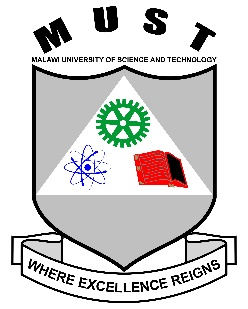 MUST
MALAWI UNIVERSITY OF SCIENCE AND TECHNOLOGY
WHERE EXCELLENCE REIGNS